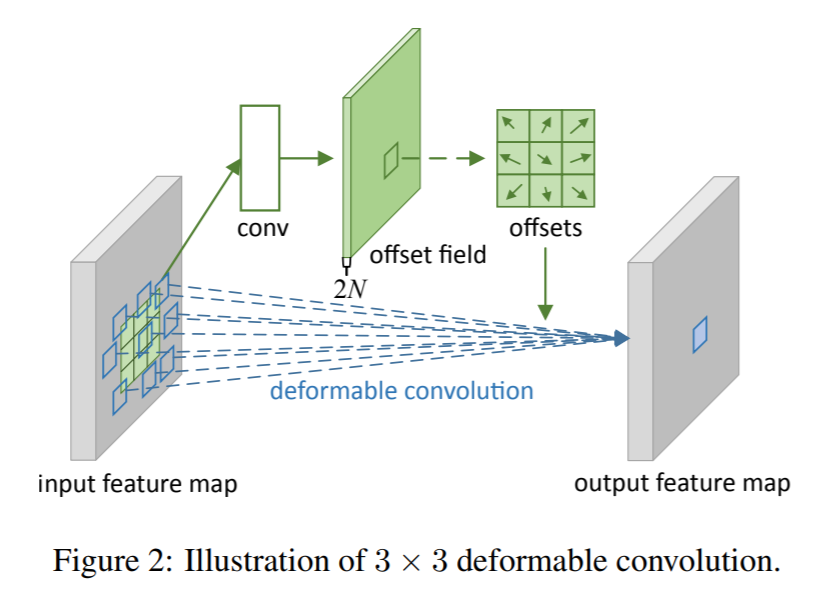 conv
offset field
2N
offsets
deformable convolution
input feature map
output feature map
Figure 2: Illustration of 3 × 3 deformable convolution.